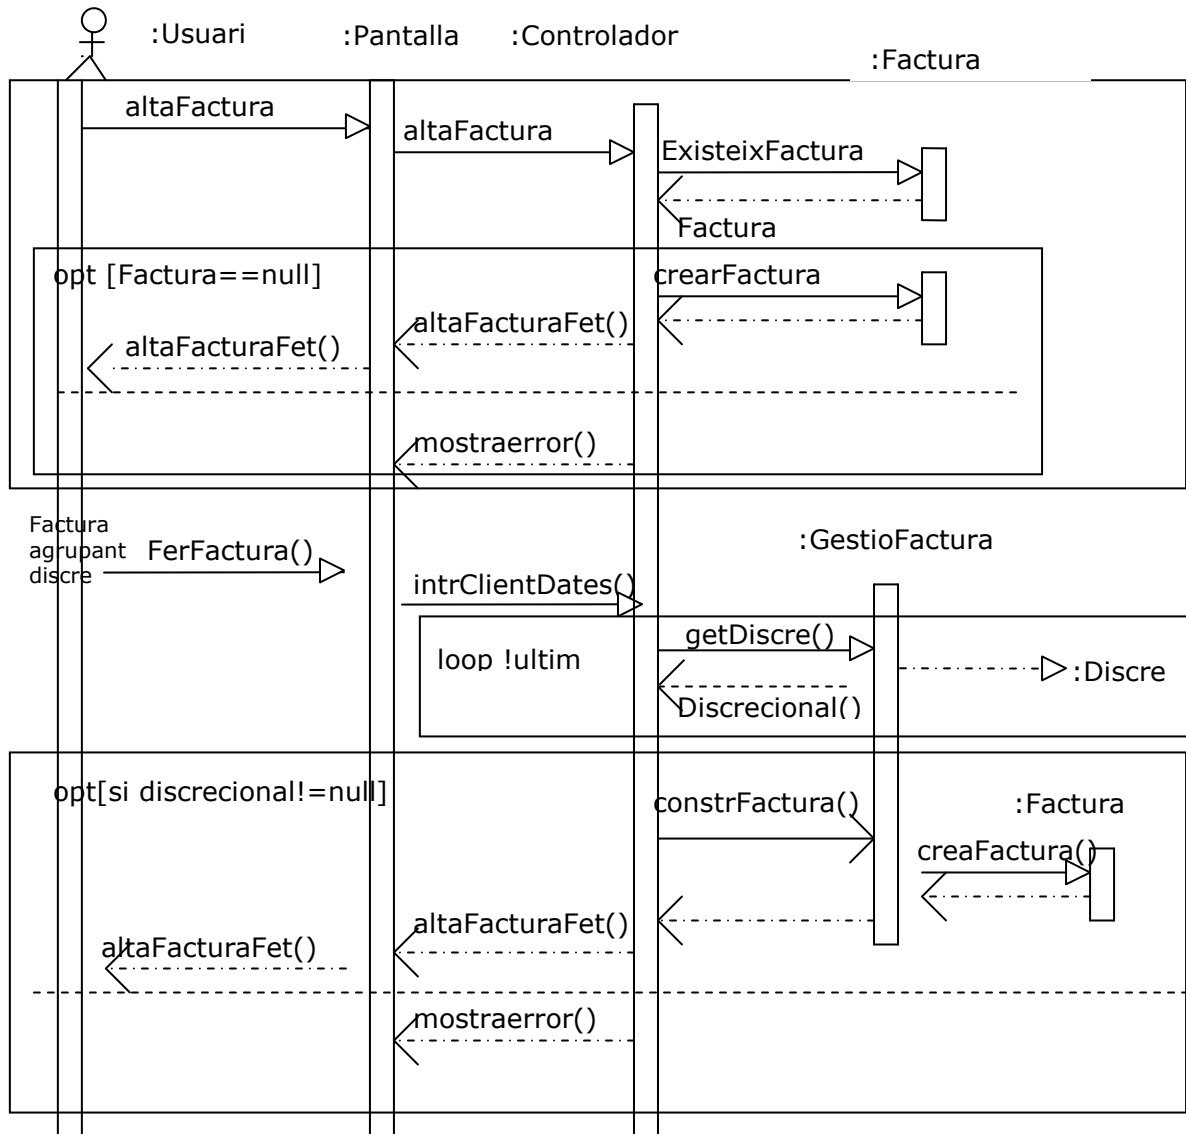 :Usuari
:Pantalla
:Controlador
:Factura
altaFactura
altaFactura
ExisteixFactura
Factura
opt [Factura==null]
crearFactura
altaFacturaFet()
altaFacturaFet()
mostraerror()
Factura
agrupant
discre
FerFactura()
:GestioFactura
intrClientDates()
getDiscre()
loop !ultim
:Discre
Discrecional()
opt[si discrecional!=null]
constrFactura()
:Factura
creaFactura()
altaFacturaFet()
altaFacturaFet()
mostraerror()